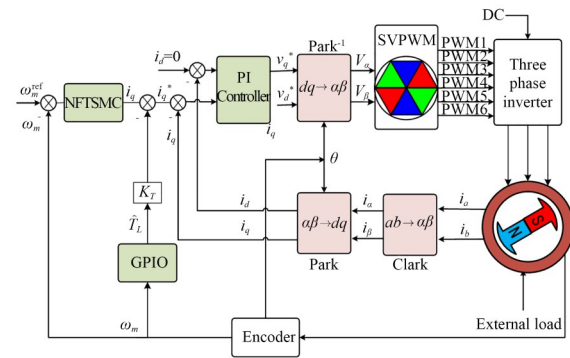 DC
Park⁻¹
SVPWM
PWM1
PWM2
PWM3
PWM4
PWM5
PWM6
Three
phase
inverter
i_d=0
PI
Controller
v_q*
v_d*
i_q
dq→αβ
V_α
V_β
ω_m^ref
ω_m
-
NFTSMC
i_q
i_q*
i_q
-
-
-
-
θ
K_T
T̂_L
GPIO
i_d
i_q
αβ→dq
Park
i_α
i_β
ab→αβ
Clark
i_a
i_b
S
N
External load
ω_m
Encoder